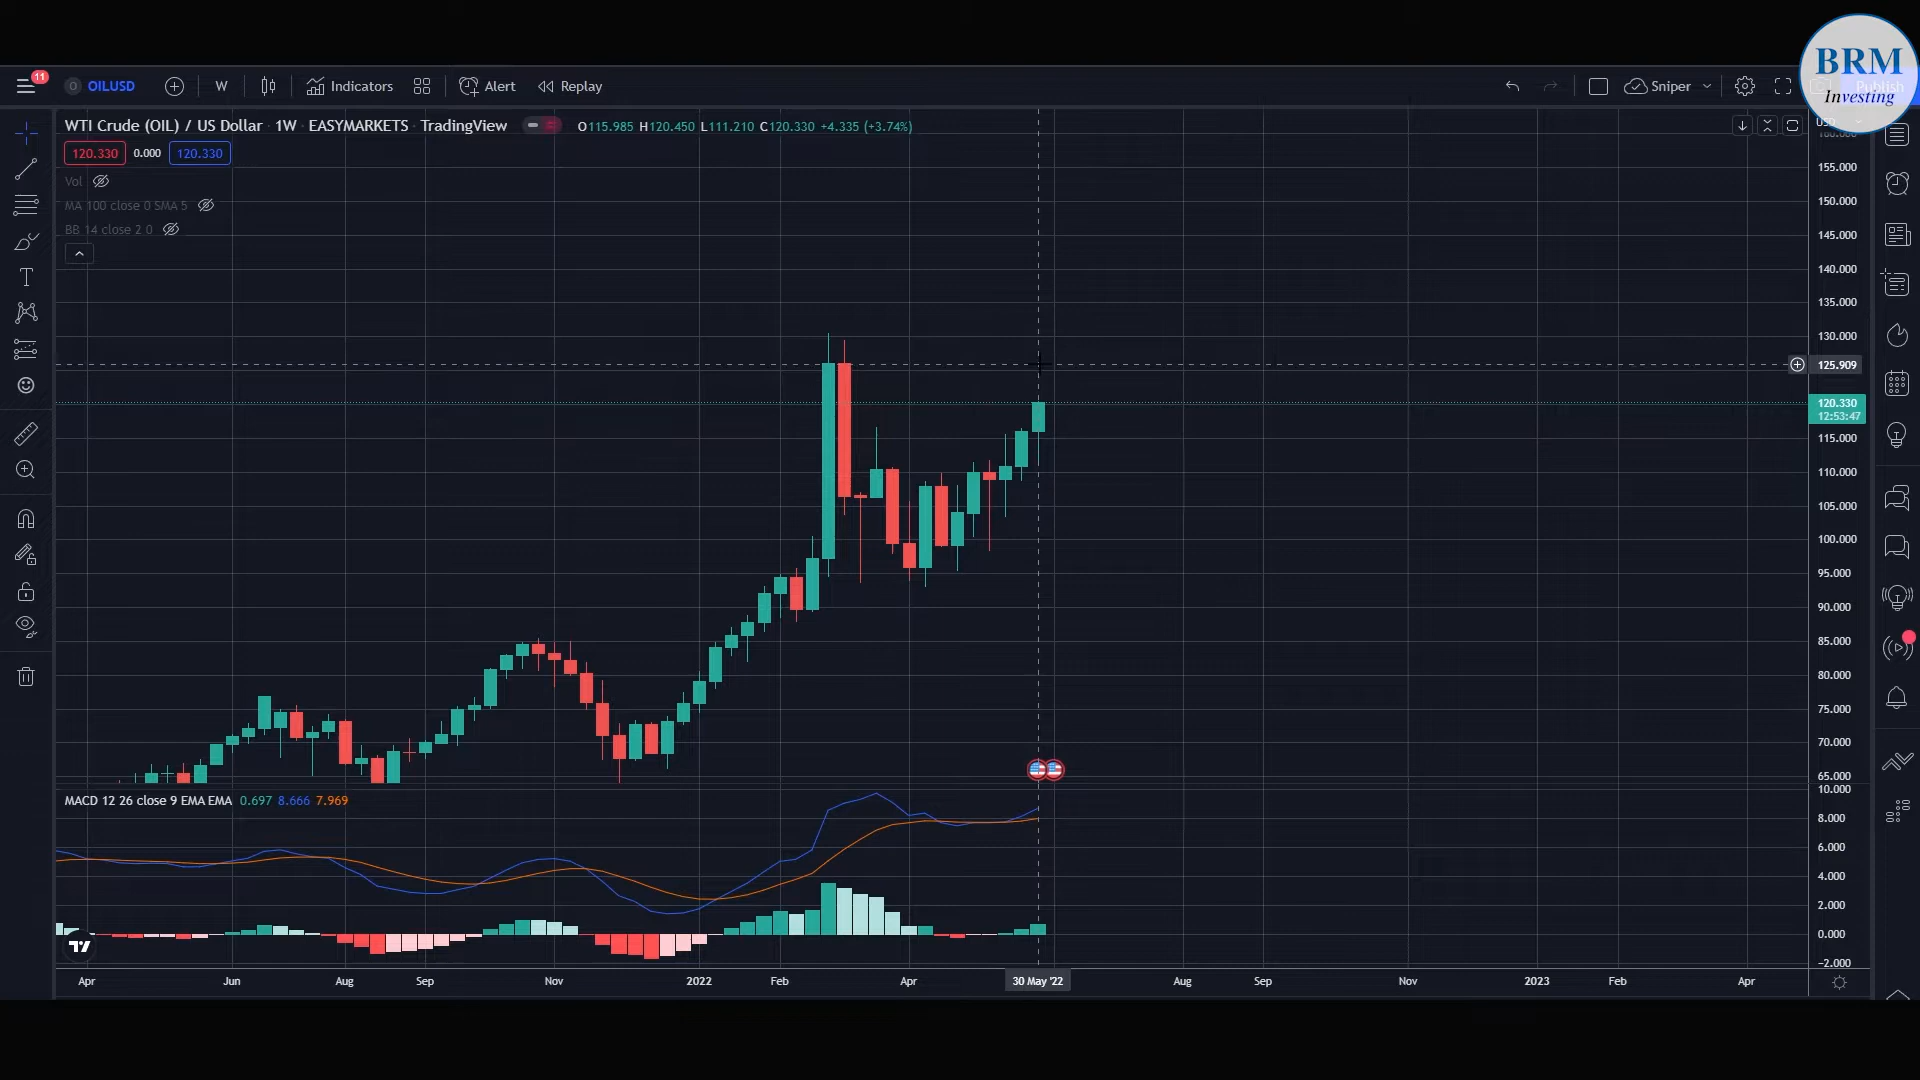 BRM
Investing
11
OILUSD
W
Indicators
Alert
Replay
Sniper
Publish
WTI Crude (OIL) / US Dollar · 1W · EASYMARKETS · TradingView
O115.985 H120.450 L111.210 C120.330 +4.335 (+3.74%)
120.330 0.000 120.330
Vol
MA 100 close 0 SMA 5
BB 14 close 2 0
160.000
155.000
150.000
145.000
140.000
135.000
130.000
125.909
120.330
12:53:47
115.000
110.000
105.000
100.000
95.000
90.000
85.000
80.000
75.000
70.000
65.000
MACD 12 26 close 9 EMA EMA 0.697 8.666 7.969
10.000
8.000
6.000
4.000
2.000
0.000
−2.000
Apr Jun Aug Sep Nov 2022 Feb Apr 30 May '22 Aug Sep Nov 2023 Feb Apr